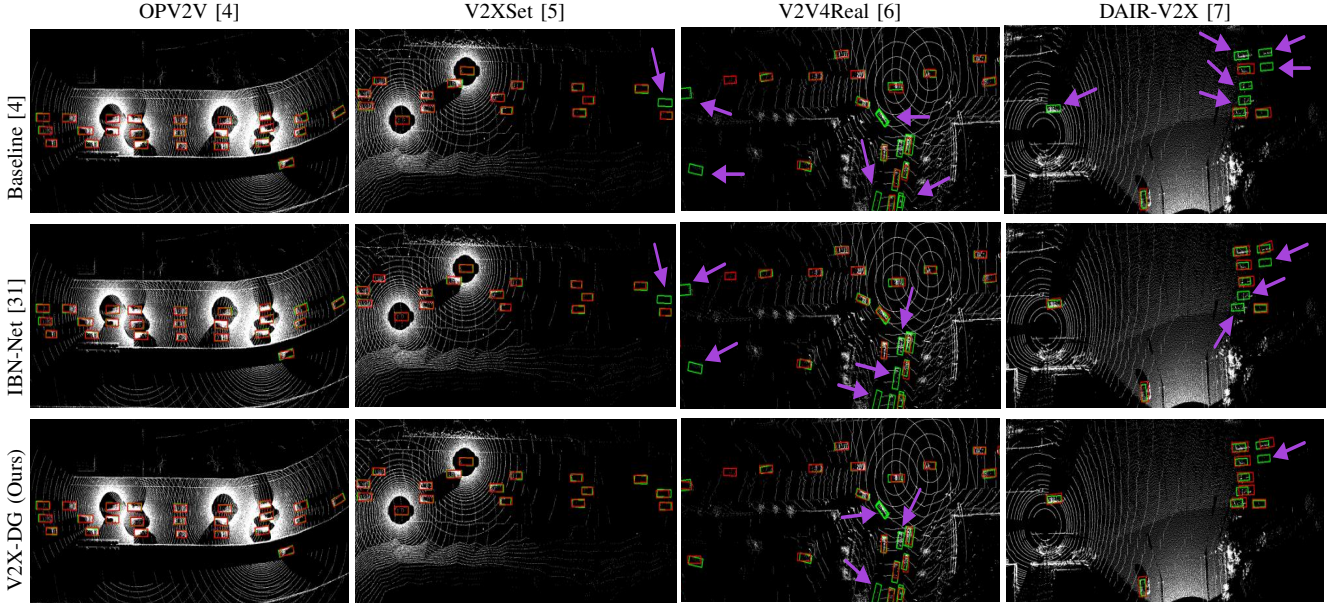 OPV2V [4]
V2XSet [5]
V2V4Real [6]
DAIR-V2X [7]
Baseline [4]
IBN-Net [31]
V2X-DG (Ours)